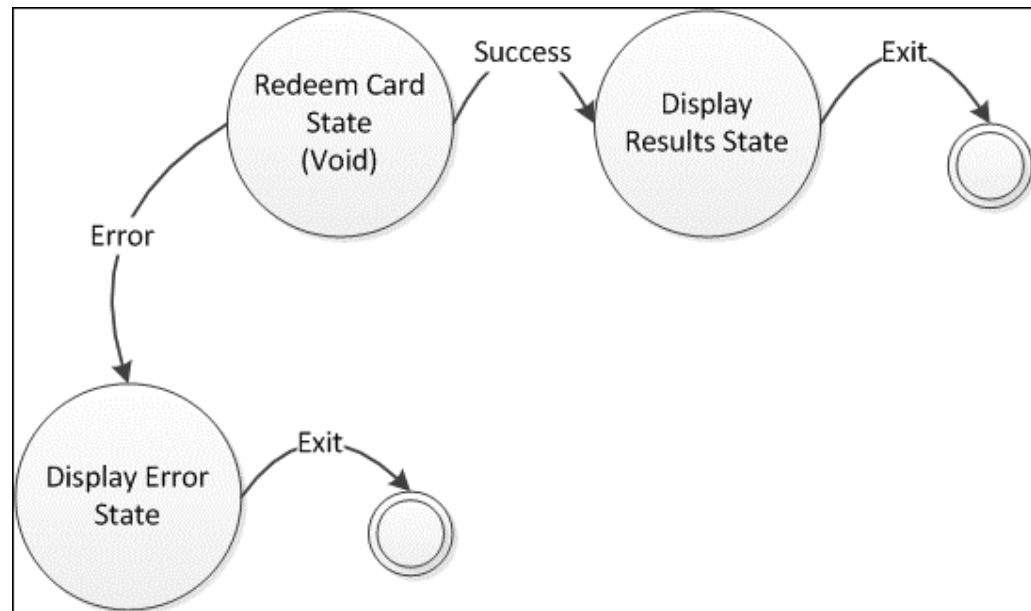 Redeem Card
State
(Void)
Success
Display
Results State
Exit
Error
Display Error
State
Exit